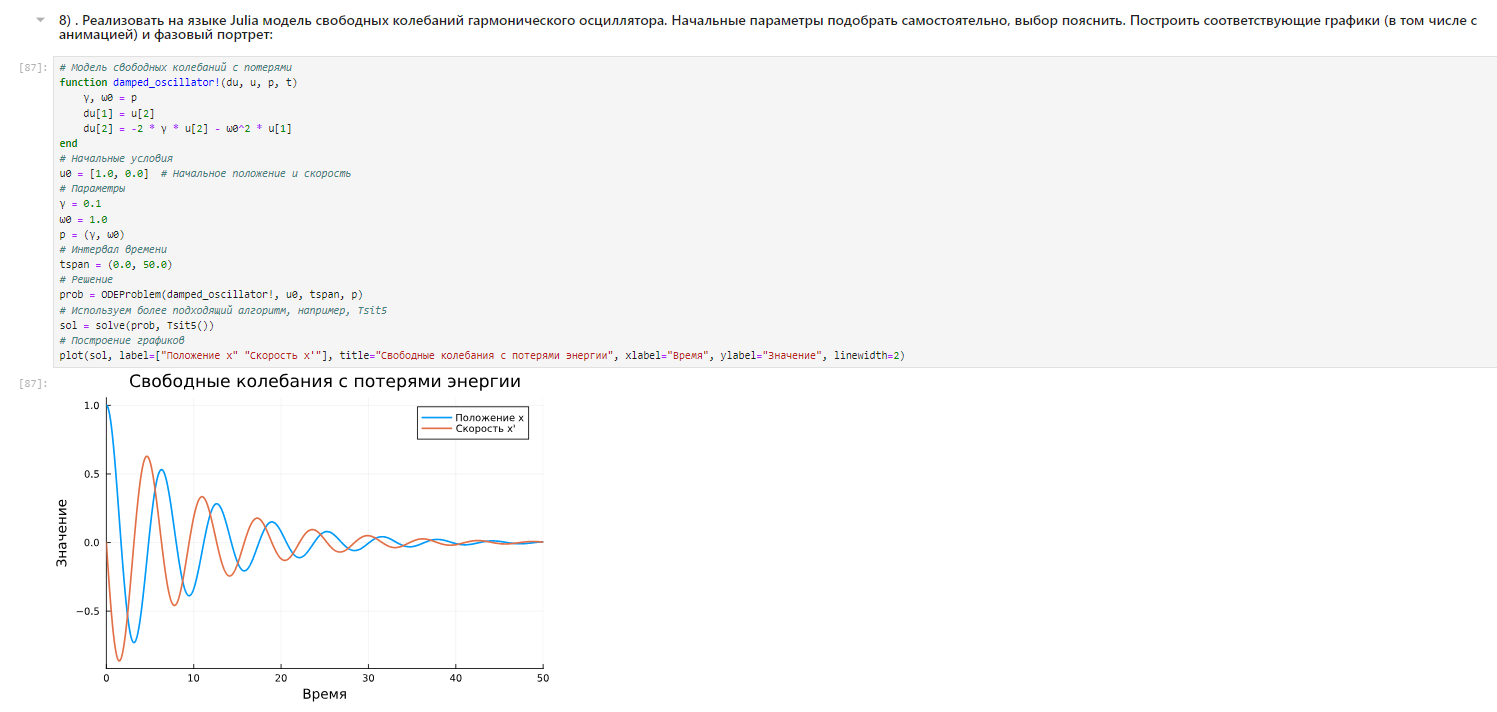 8) . Реализовать на языке Julia модель свободных колебаний гармонического осциллятора. Начальные параметры подобрать самостоятельно, выбор пояснить. Построить соответствующие графики (в том числе с
анимацией) и фазовый портрет:
[87]:
# Модель свободных колебаний с потерями
function damped_oscillator!(du, u, p, t)
    γ, ω0 = p
    du[1] = u[2]
    du[2] = -2 * γ * u[2] - ω0^2 * u[1]
end
# Начальные условия
u0 = [1.0, 0.0]  # Начальное положение и скорость
# Параметры
γ = 0.1
ω0 = 1.0
p = (γ, ω0)
# Интервал времени
tspan = (0.0, 50.0)
# Решение
prob = ODEProblem(damped_oscillator!, u0, tspan, p)
# Используем более подходящий алгоритм, например, Tsit5
sol = solve(prob, Tsit5())
# Построение графиков
plot(sol, label=["Положение x" "Скорость x'"], title="Свободные колебания с потерями энергии", xlabel="Время", ylabel="Значение", linewidth=2)
[87]:
Свободные колебания с потерями энергии
Положение x
Скорость x'
1.0
0.5
0.0
−0.5
Значение
0 10 20 30 40 50
Время